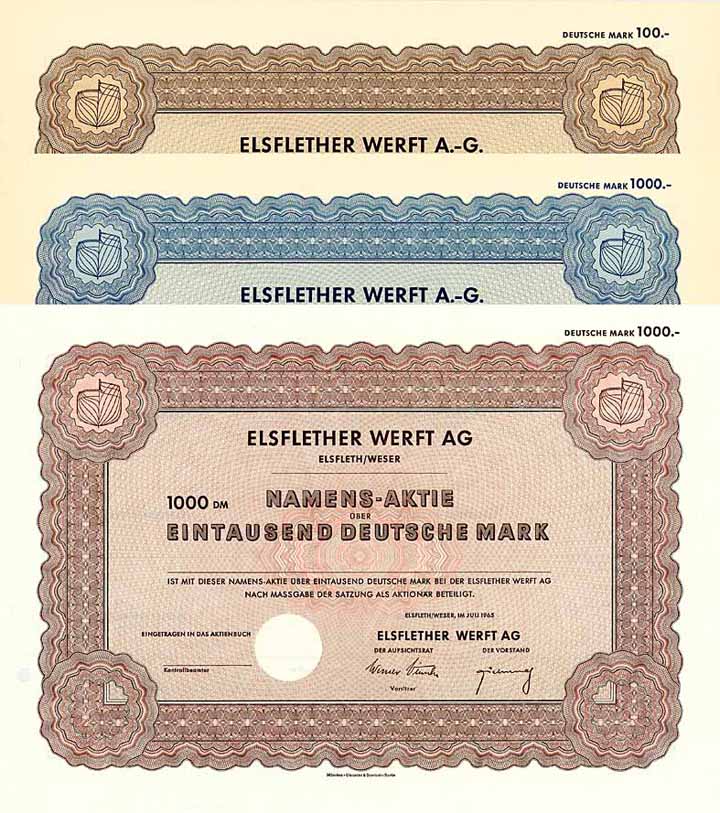 DEUTSCHE MARK 100.-
ELSFLETHER WERFT A.-G.
DEUTSCHE MARK 1000.-
ELSFLETHER WERFT A.-G.
DEUTSCHE MARK 1000.-
ELSFLETHER WERFT AG
ELSFLETH/WESER
1000 DM NAMENS-AKTIE
ÜBER
EINTAUSEND DEUTSCHE MARK
IST MIT DIESER NAMENS-AKTIE ÜBER EINTAUSEND DEUTSCHE MARK BEI DER ELSFLETHER WERFT AG
NACH MASSGABE DER SATZUNG ALS AKTIONÄR BETEILIGT.
ELSFLETH/WESER, IM JULI 1965
EINGETRAGEN IN DAS AKTIENBUCH
ELSFLETHER WERFT AG
DER AUFSICHTSRAT DER VORSTAND
Kontrollbeamter
Werner
Vorsitzer